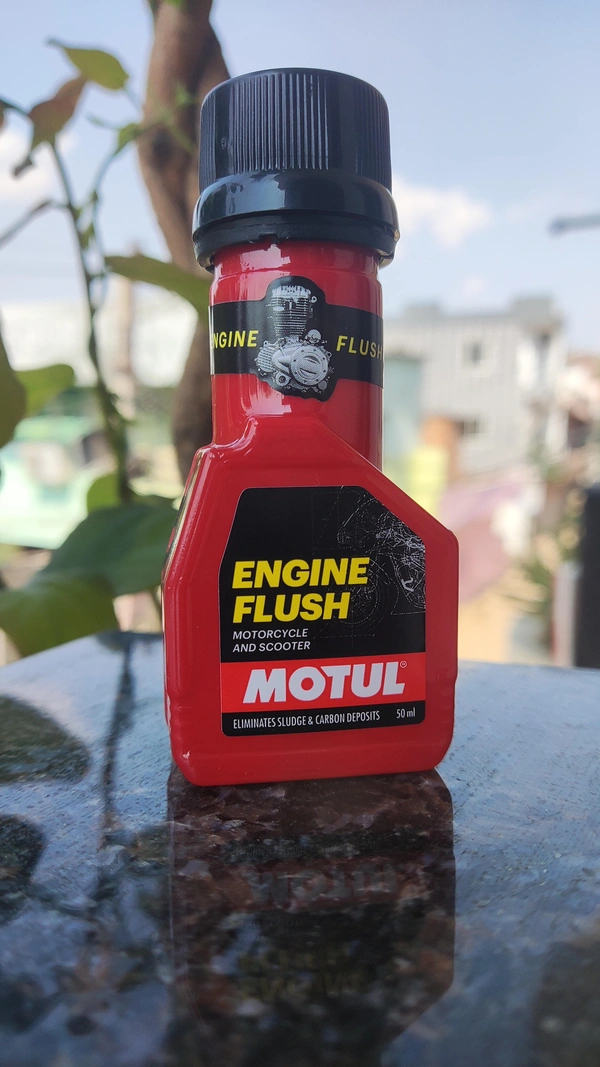 ENGINE FLUSH
ENGINE
FLUSH
MOTORCYCLE
AND SCOOTER
MOTUL®
ELIMINATES SLUDGE & CARBON DEPOSITS 50 ml